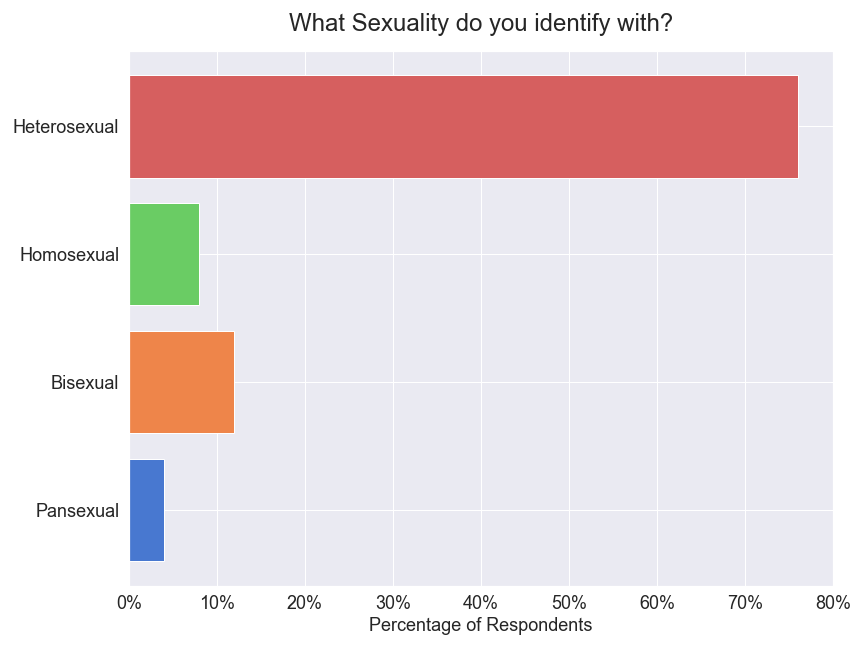 What Sexuality do you identify with?
Heterosexual
Homosexual
Bisexual
Pansexual
0% 10% 20% 30% 40% 50% 60% 70% 80%
Percentage of Respondents